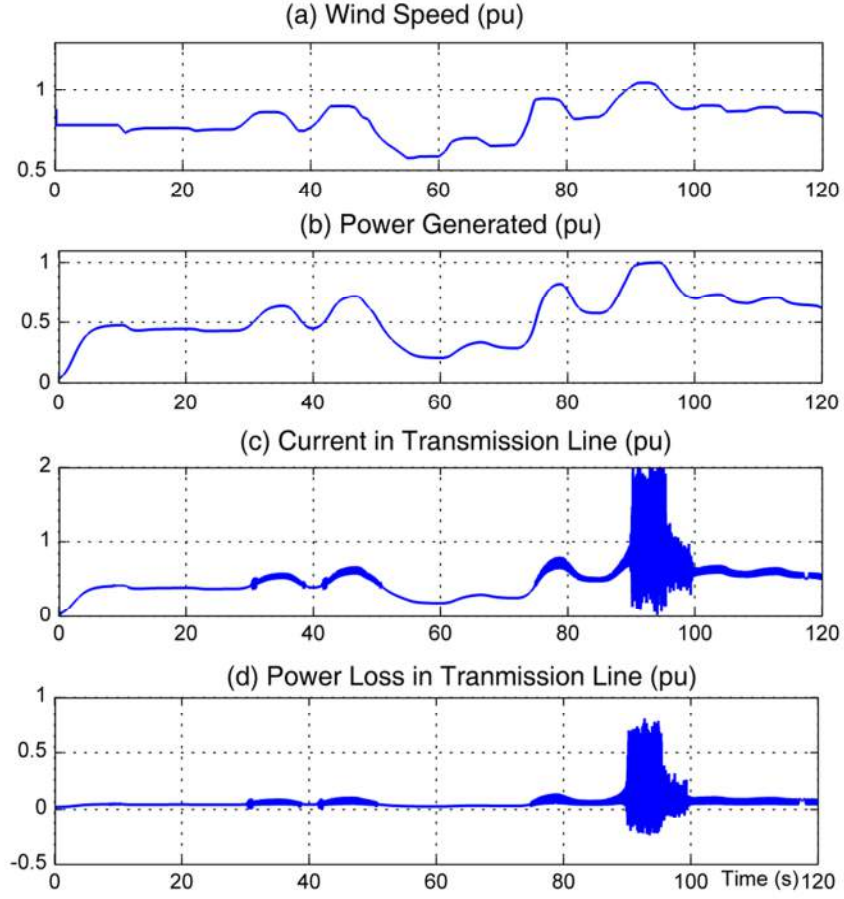 (a) Wind Speed (pu)
1
0.5
0 20 40 60 80 100 120
(b) Power Generated (pu)
1
0.5
0
0 20 40 60 80 100 120
(c) Current in Transmission Line (pu)
2
1
0
0 20 40 60 80 100 120
(d) Power Loss in Tranmission Line (pu)
1
0.5
0
-0.5
0 20 40 60 80 100 Time (s) 120